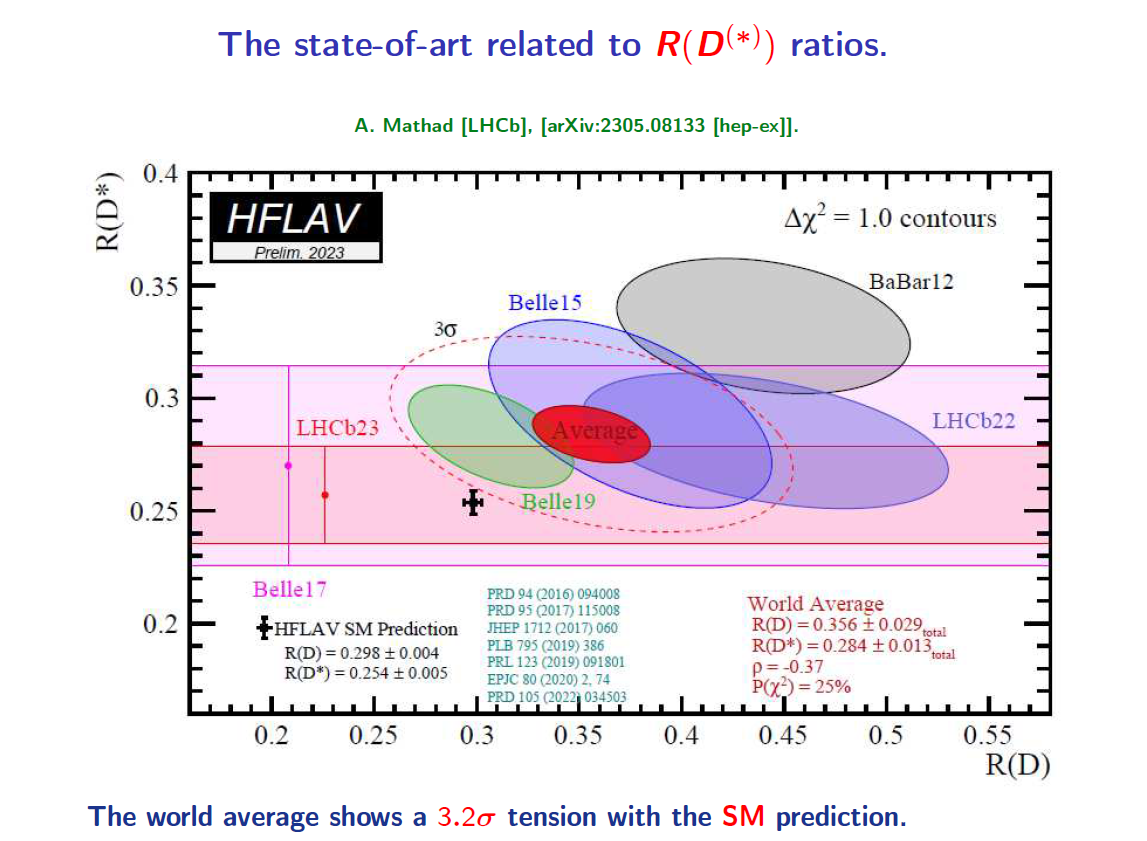 The state-of-art related to R(D(*)) ratios.
A. Mathad [LHCb], [arXiv:2305.08133 [hep-ex]].
R(D*)
0.4
0.35
0.3
0.25
0.2
HFLAV
Prelim. 2023
Δχ² = 1.0 contours
BaBar12
Belle15
3σ
LHCb22
LHCb23
Average
Belle19
Belle17
HFLAV SM Prediction
R(D) = 0.298 ± 0.004
R(D*) = 0.254 ± 0.005
PRD 94 (2016) 094008
PRD 95 (2017) 115008
JHEP 1712 (2017) 060
PLB 795 (2019) 386
PRL 123 (2019) 091801
EPJC 80 (2020) 2, 74
PRD 105 (2022) 034503
World Average
R(D) = 0.356 ± 0.029 total
R(D*) = 0.284 ± 0.013 total
ρ = -0.37
P(χ²) = 25%
0.2 0.25 0.3 0.35 0.4 0.45 0.5 0.55
R(D)
The world average shows a 3.2σ tension with the SM prediction.